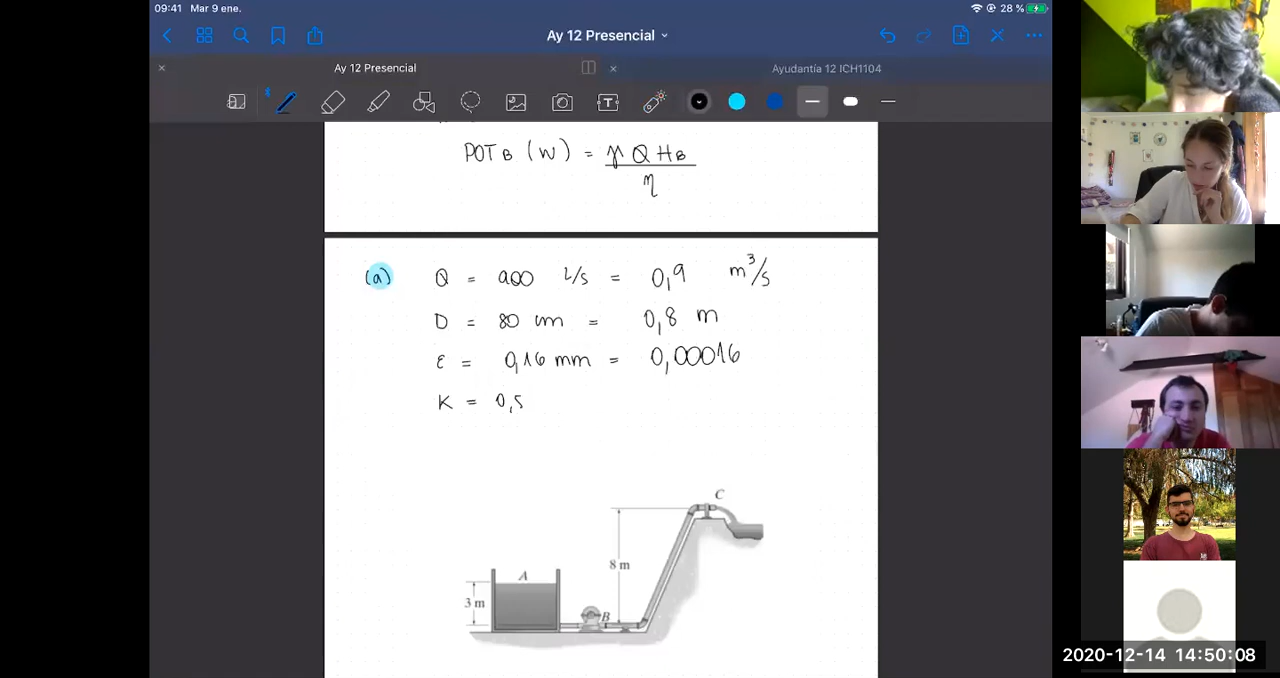 09:41 Mar 9 ene.
28 %
Ay 12 Presencial
Ay 12 Presencial
Ayudantía 12 ICH1104
POT B (W) = γ Q H B
η
(a) Q = 900 L/s = 0,9 m³/s
D = 80 cm = 0,8 m
ε = 0,16 mm = 0,00016
K = 0,5
C
8 m
A
3 m
B
2020-12-14 14:50:08